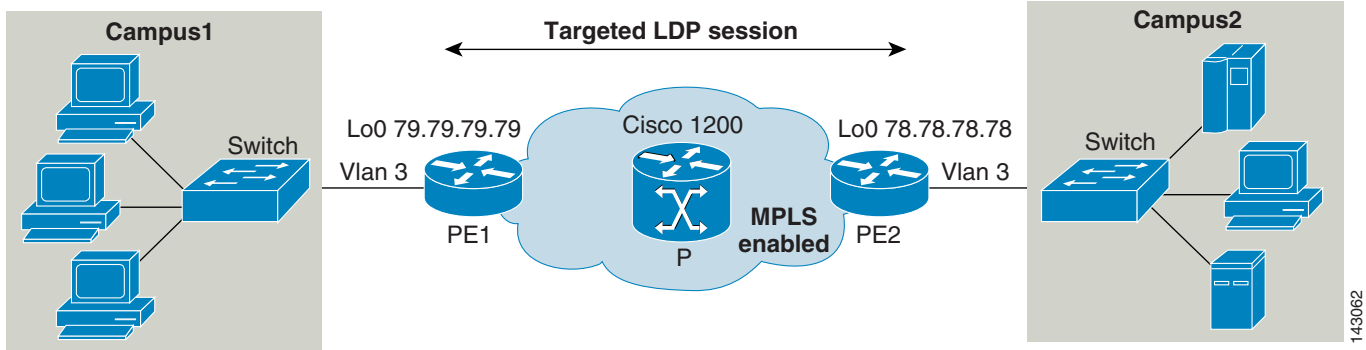 Campus1
Targeted LDP session
Campus2
Switch
Lo0 79.79.79.79
Cisco 1200
Lo0 78.78.78.78
Switch
Vlan 3
Vlan 3
PE1
MPLS
enabled
PE2
P
143062